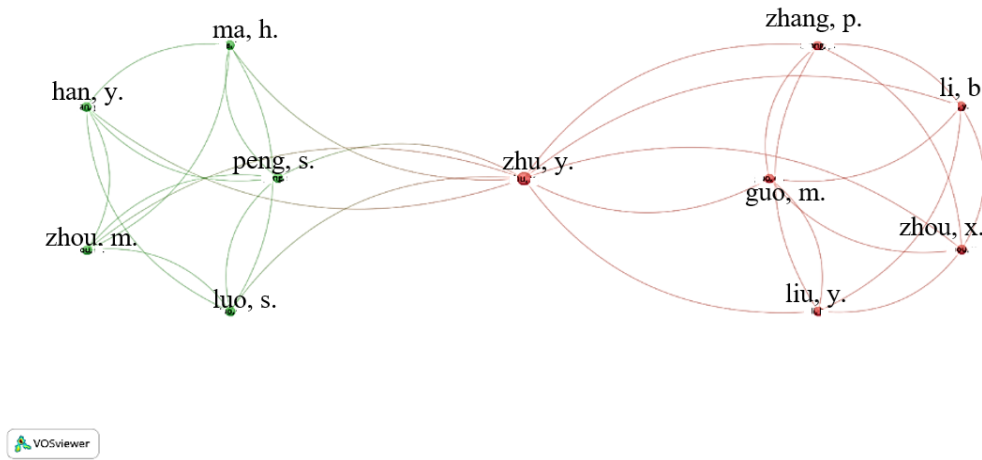 ma, h.
zhang, p.
han, y.
li, b
peng, s.
zhu, y.
guo, m.
zhou, m.
zhou, x.
luo, s.
liu, y.
VOSviewer